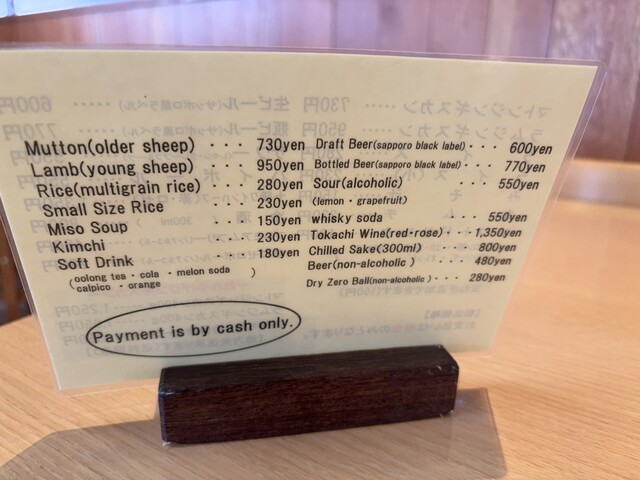 Mutton(older sheep) ・・・ 730yen
Lamb(young sheep) ・・・ 950yen
Rice(multigrain rice) ・・・ 280yen
Small Size Rice ・・・ 230yen
Miso Soup ・・・ 150yen
Kimchi ・・・ 230yen
Soft Drink ・・・ 180yen
(oolong tea・cola・melon soda
calpico・orange )
Draft Beer(sapporo black label)・・・ 600yen
Bottled Beer(sapporo black label)・・ 770yen
Sour(alcoholic) ・・・ 550yen
(lemon・grapefruit)
whisky soda ・・・ 550yen
Tokachi Wine(red・rose)・・・1,350yen
Chilled Sake(300ml) ・・・ 800yen
Beer(non-alcoholic) ・・・ 480yen
Dry Zero Ball(non-alcoholic)・・・ 280yen
Payment is by cash only.